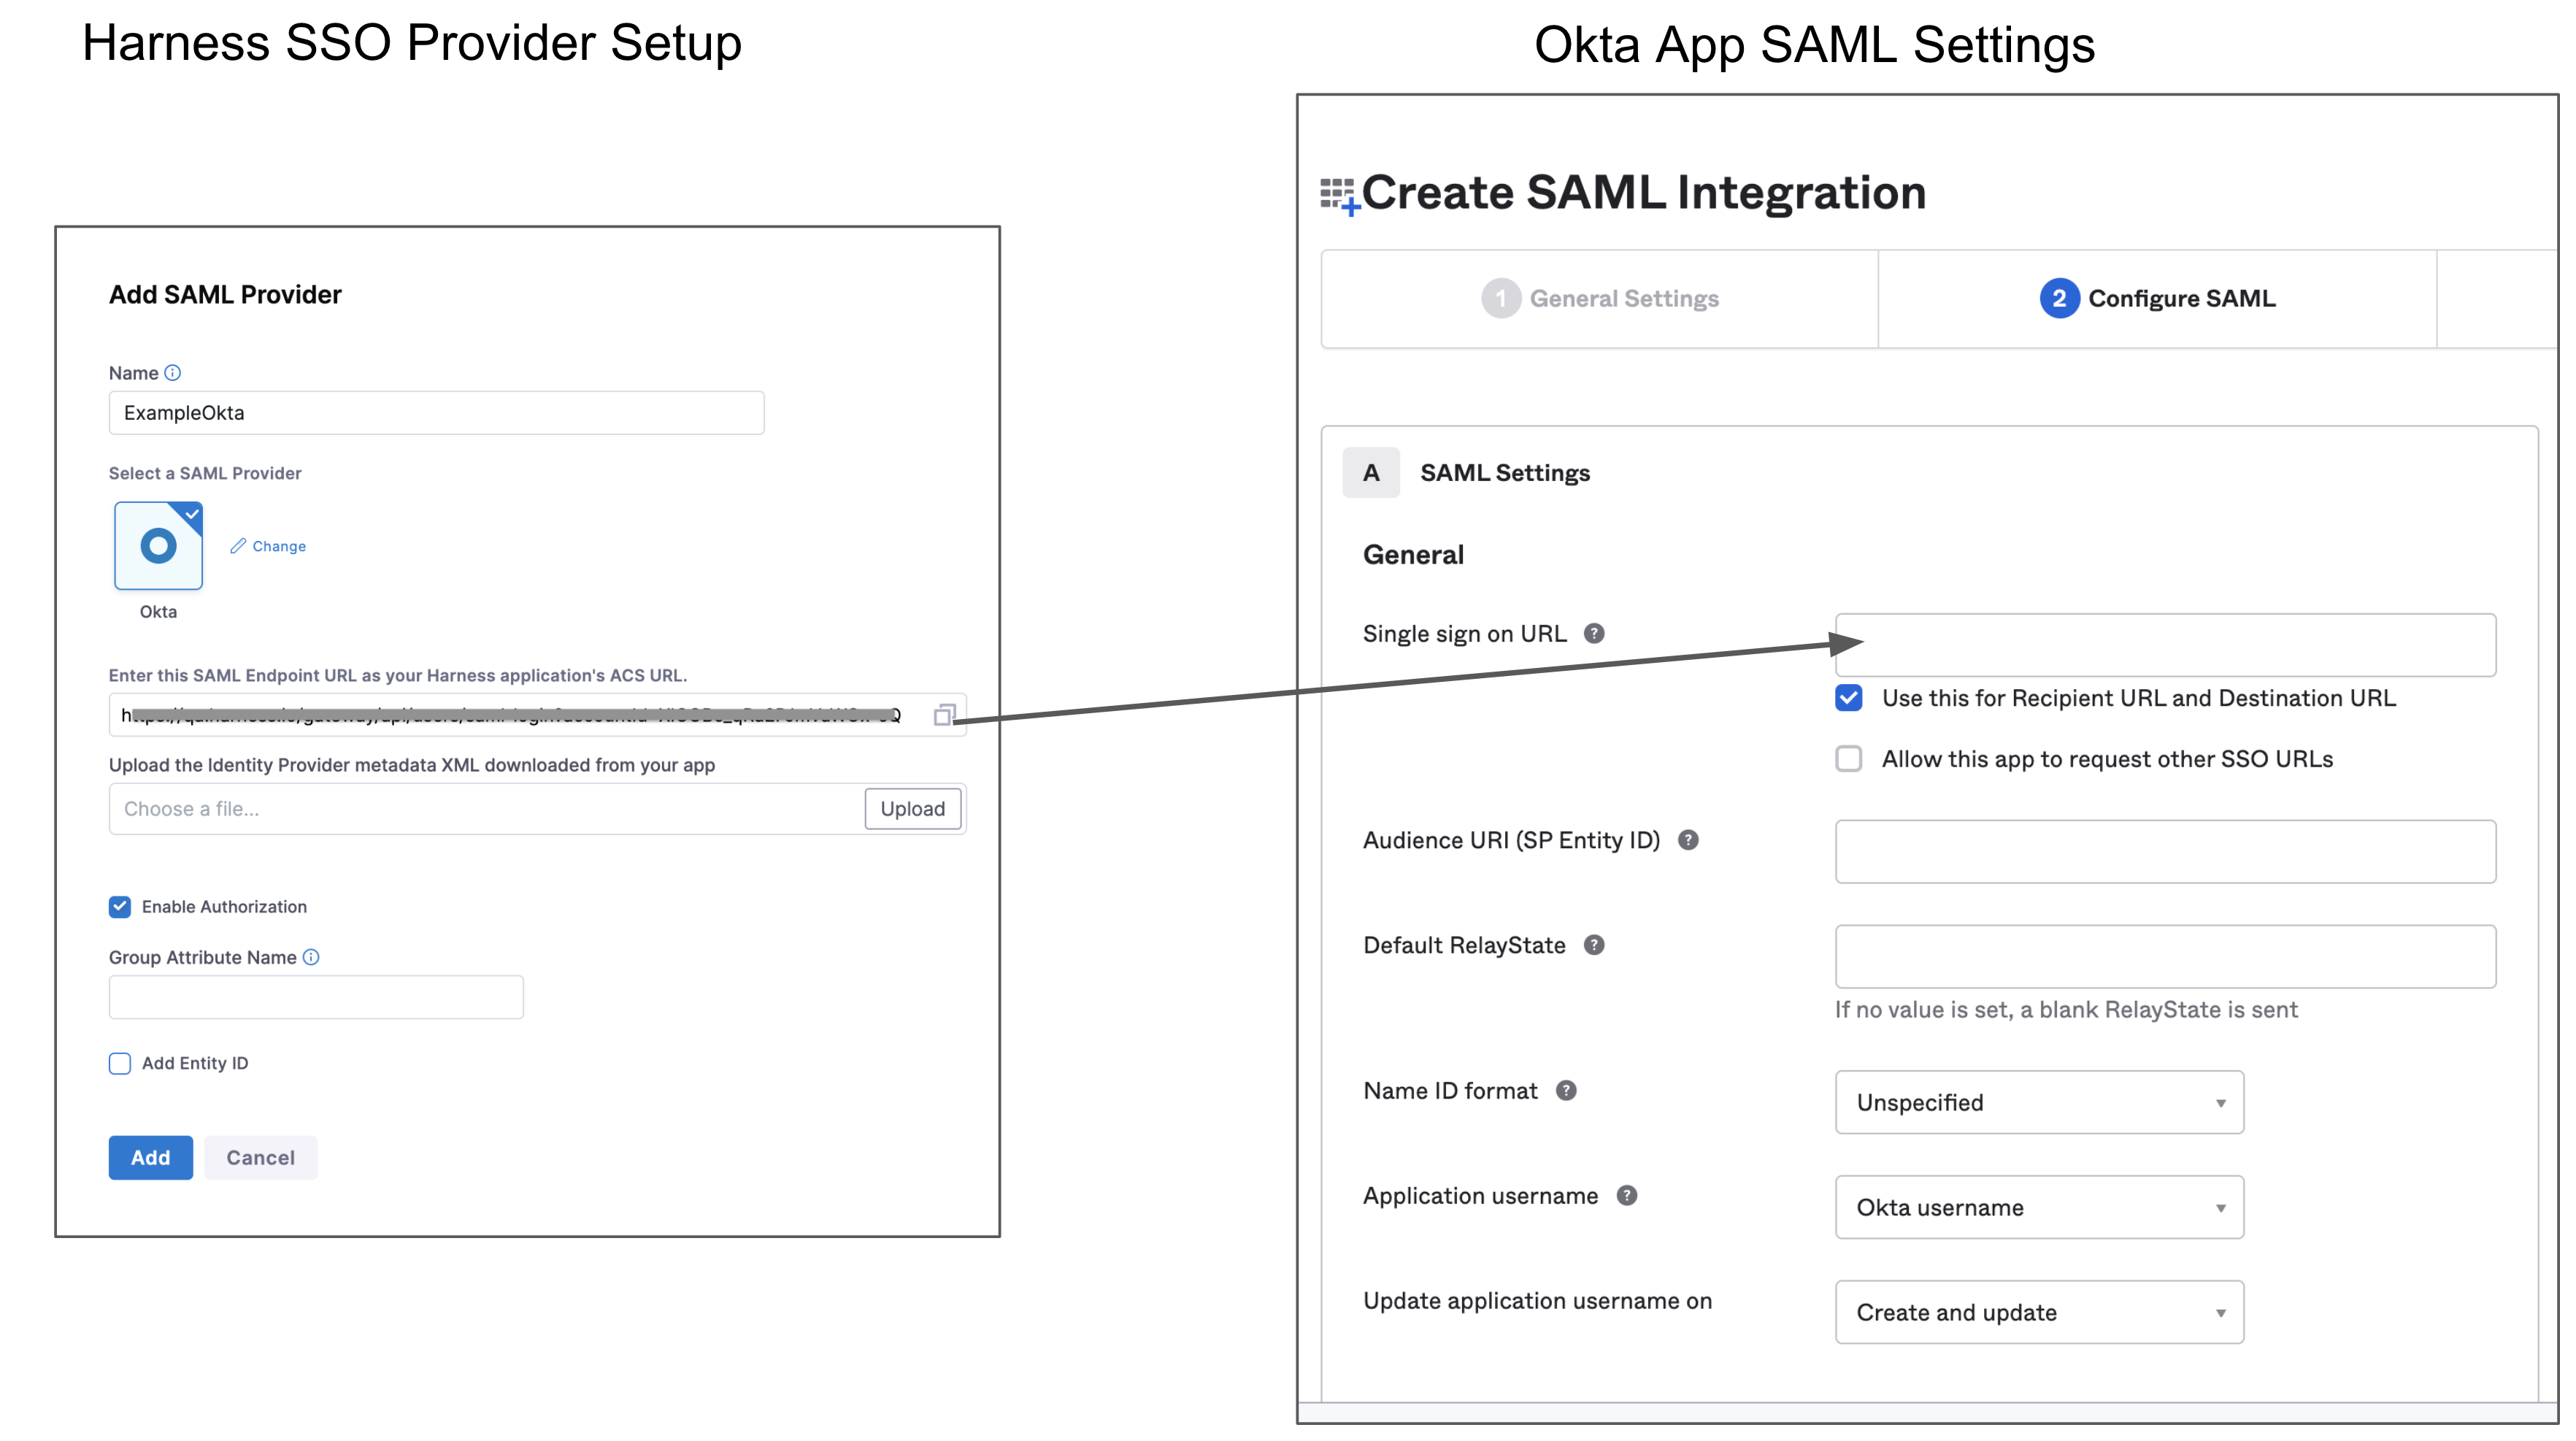 Harness SSO Provider Setup
Okta App SAML Settings
Add SAML Provider
Name
ExampleOkta
Select a SAML Provider
Change
Okta
Enter this SAML Endpoint URL as your Harness application's ACS URL.
Upload the Identity Provider metadata XML downloaded from your app
Choose a file...
Upload
Enable Authorization
Group Attribute Name
Add Entity ID
Add
Cancel
Create SAML Integration
1 General Settings
2 Configure SAML
A SAML Settings
General
Single sign on URL
Use this for Recipient URL and Destination URL
Allow this app to request other SSO URLs
Audience URI (SP Entity ID)
Default RelayState
If no value is set, a blank RelayState is sent
Name ID format
Unspecified
Application username
Okta username
Update application username on
Create and update